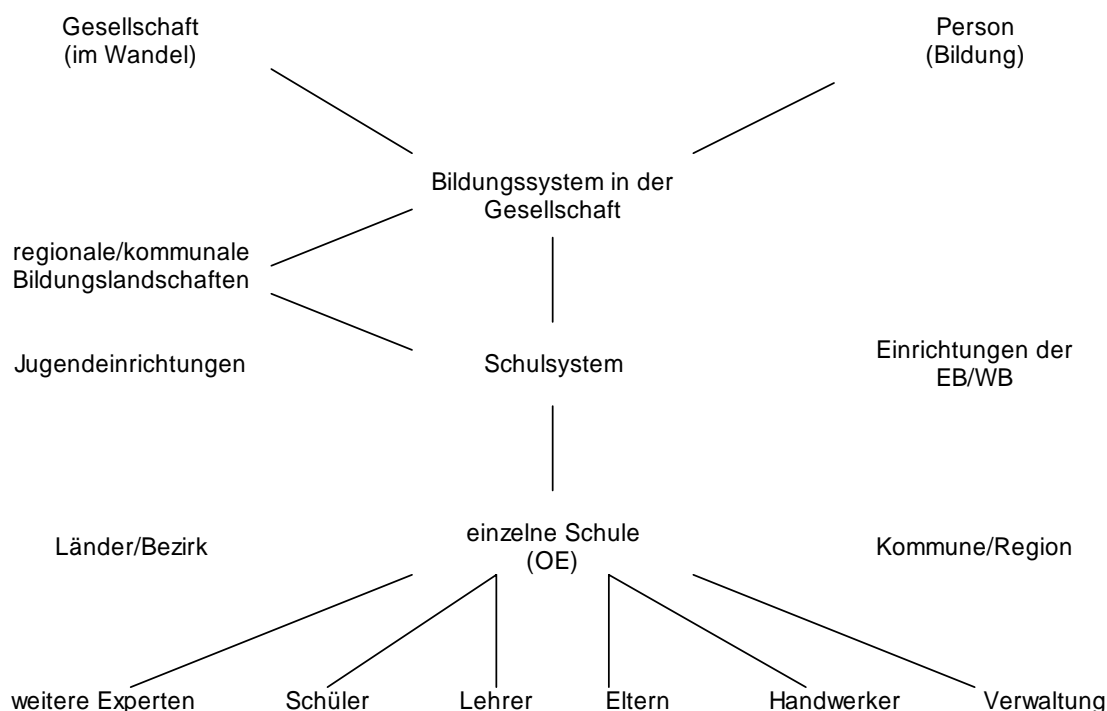 Gesellschaft
(im Wandel)
Person
(Bildung)
Bildungssystem in der
Gesellschaft
regionale/kommunale
Bildungslandschaften
Jugendeinrichtungen
Schulsystem
Einrichtungen der
EB/WB
Länder/Bezirk
einzelne Schule
(OE)
Kommune/Region
weitere Experten
Schüler
Lehrer
Eltern
Handwerker
Verwaltung